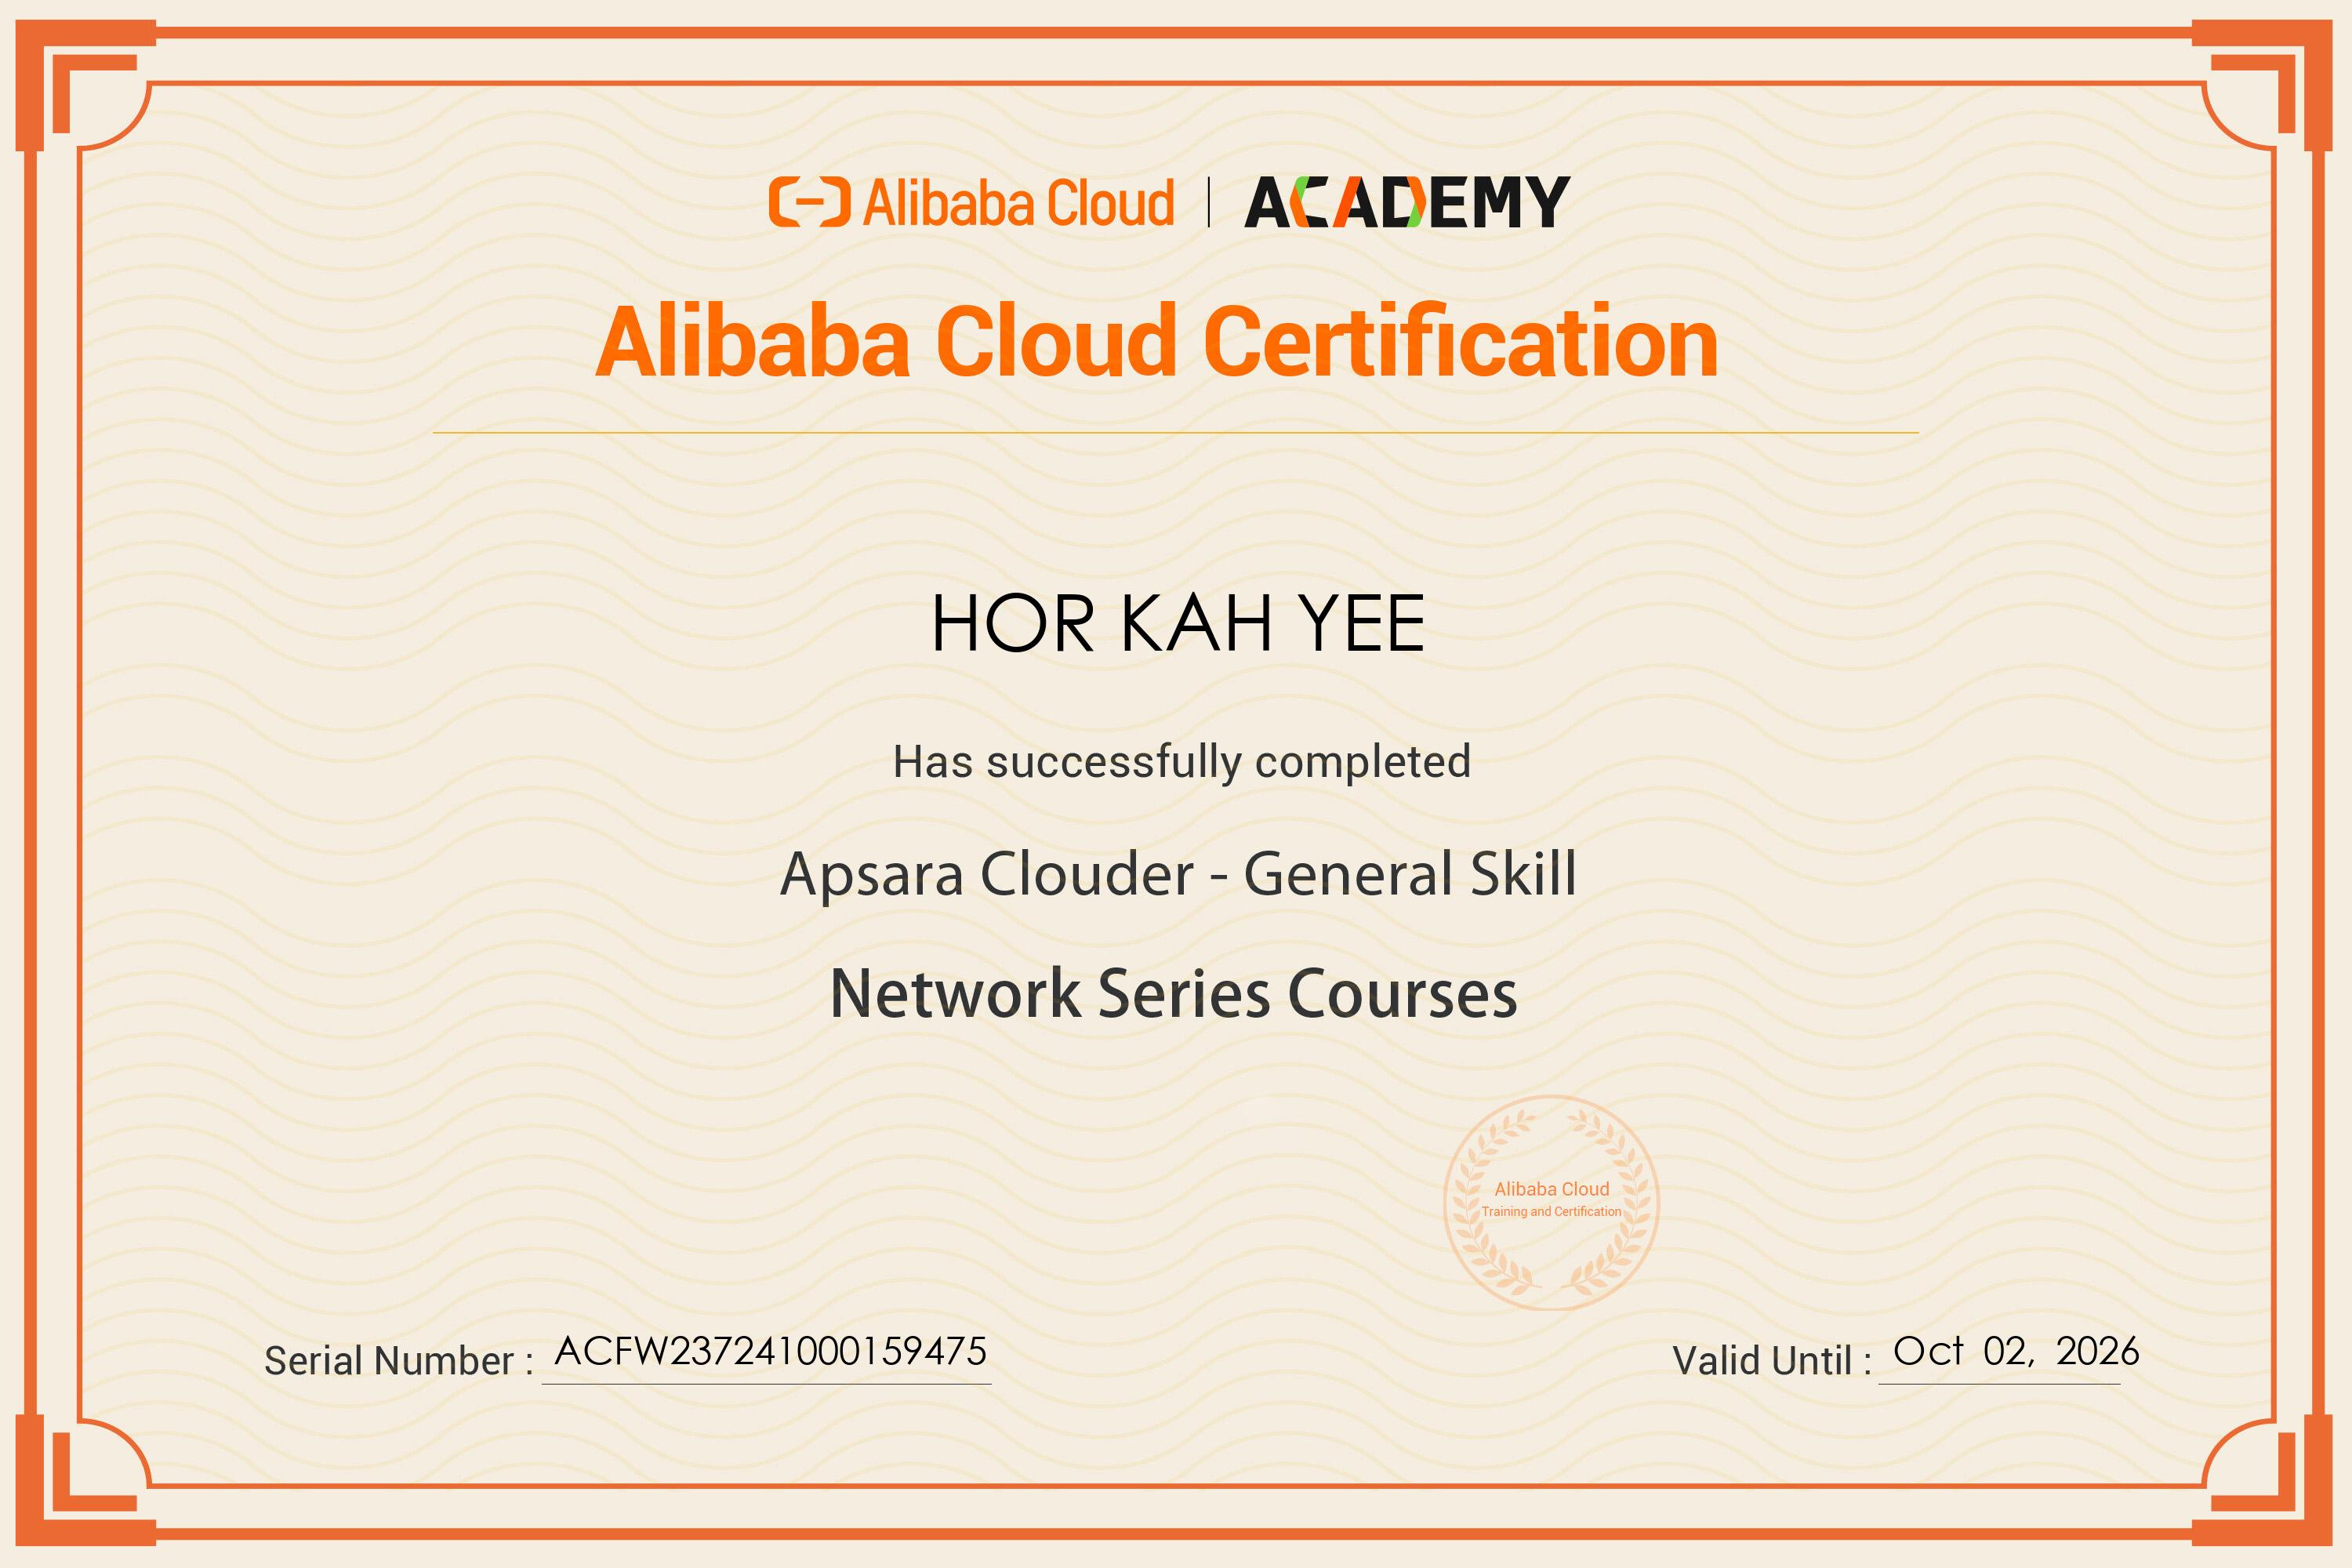 Alibaba Cloud | ACADEMY
Alibaba Cloud Certification
HOR KAH YEE
Has successfully completed
Apsara Clouder - General Skill
Network Series Courses
Alibaba Cloud
Training and Certification
Serial Number : ACFW237241000159475
Valid Until : Oct 02, 2026